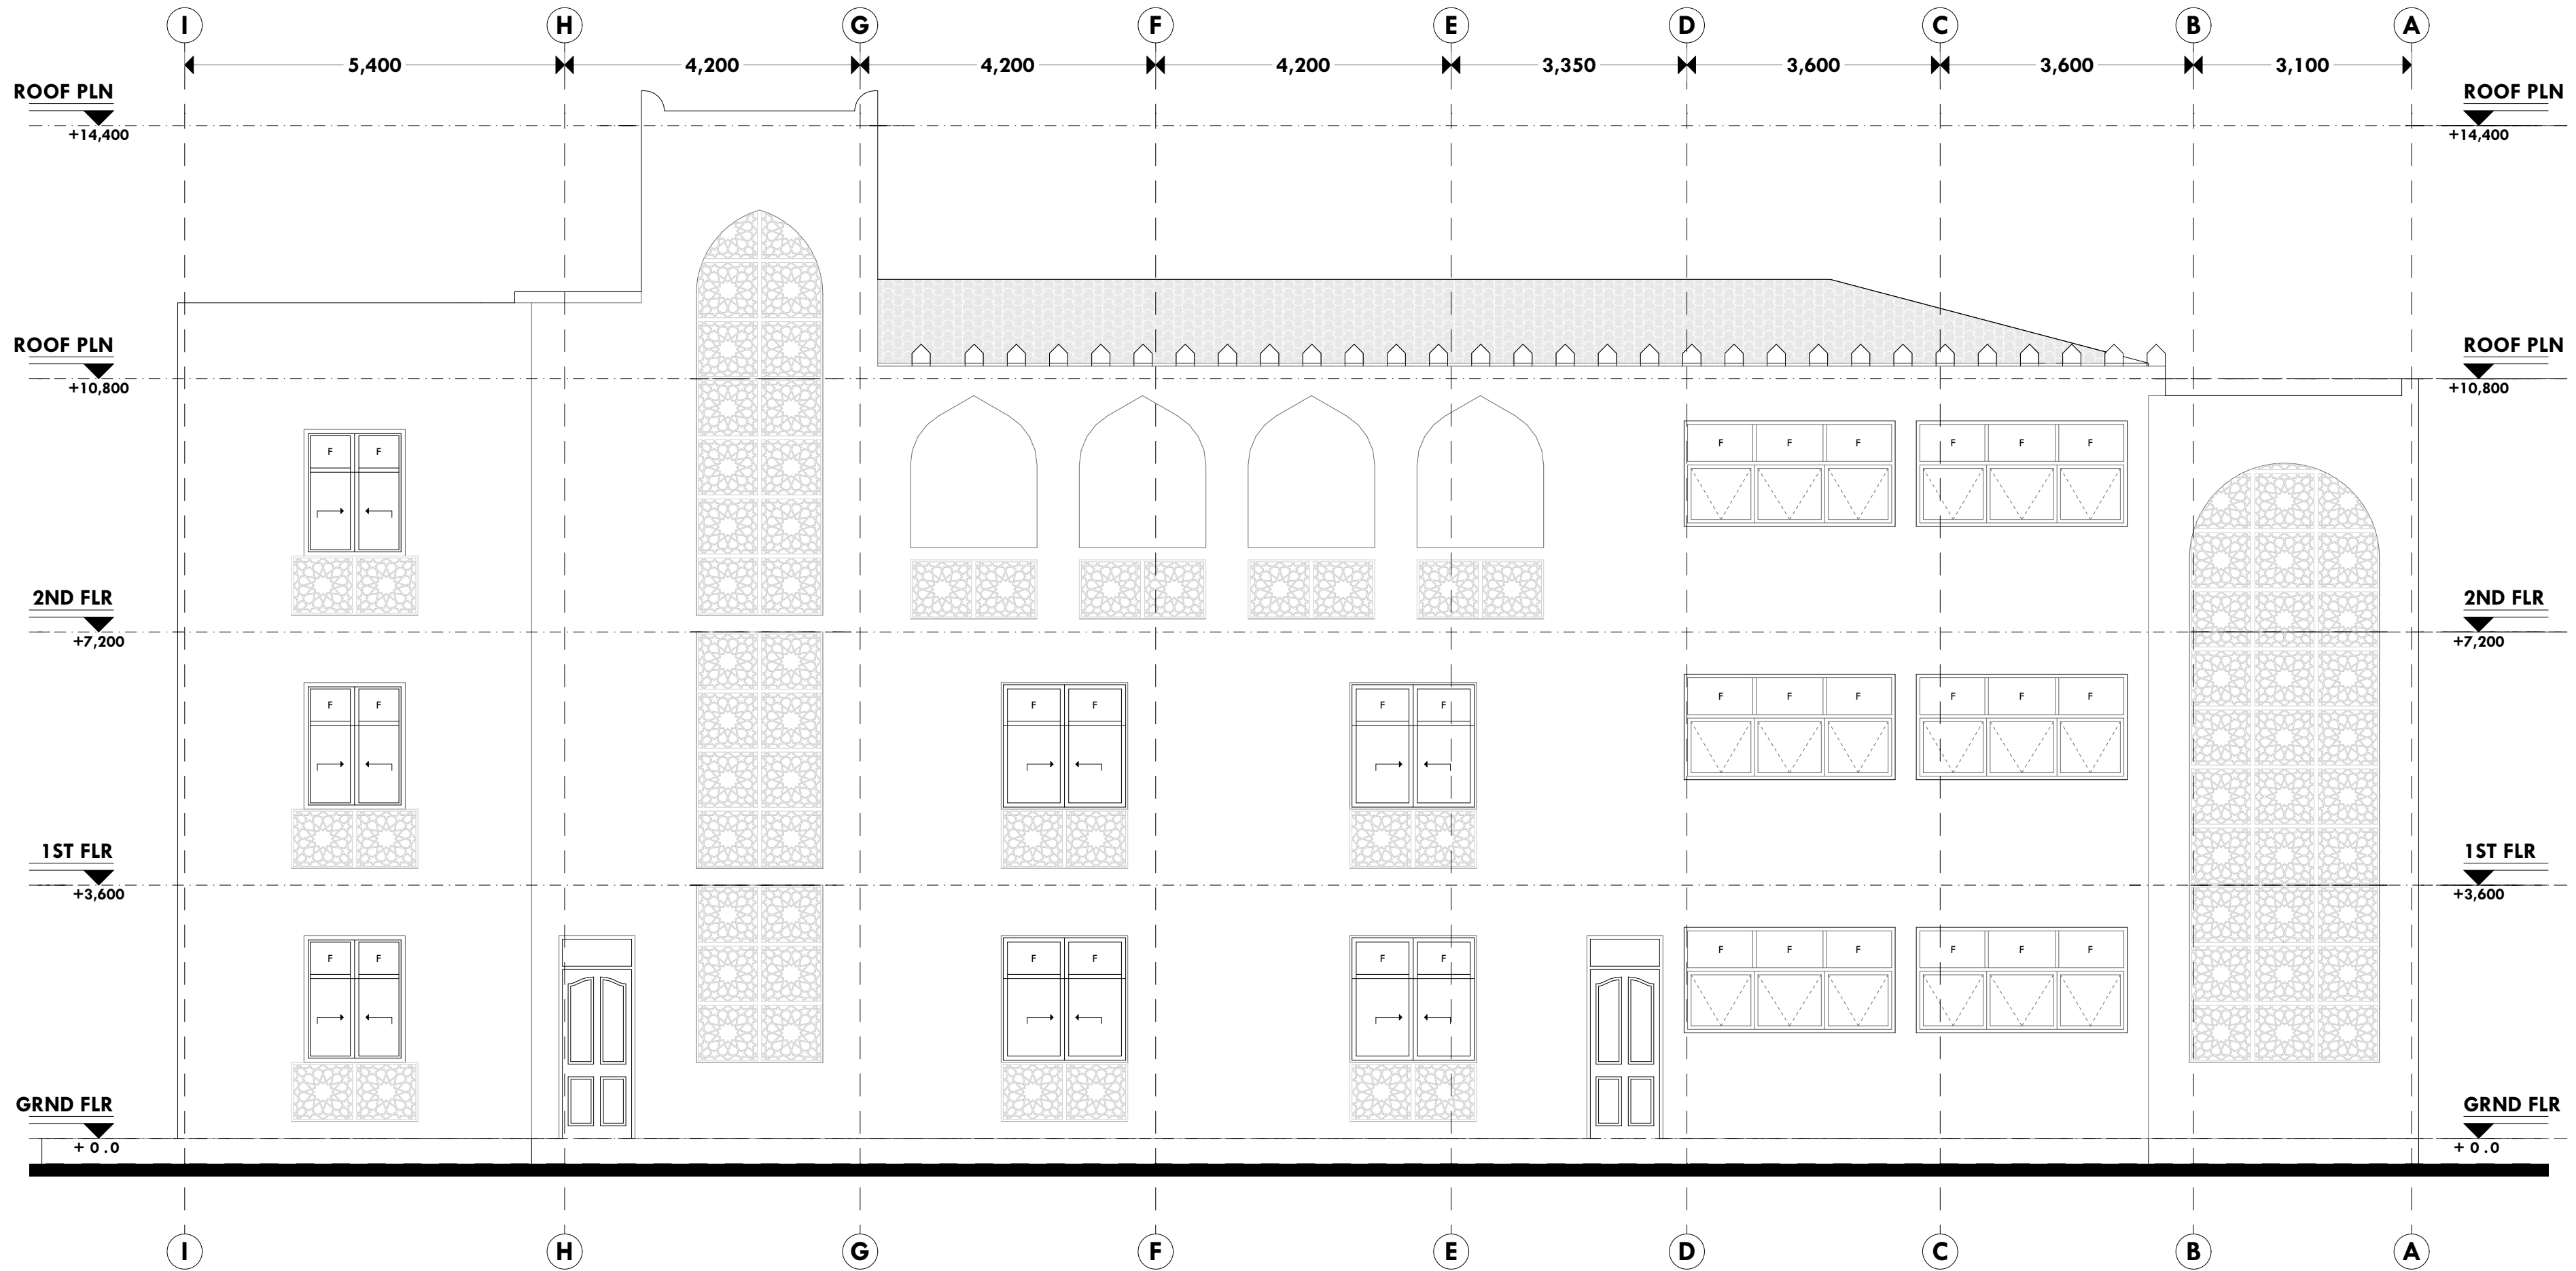 I H G F E D C B A
5,400 4,200 4,200 4,200 3,350 3,600 3,600 3,100
ROOF PLN ROOF PLN
+14,400 +14,400
ROOF PLN ROOF PLN
+10,800 +10,800
F F F F F F F F
2ND FLR 2ND FLR
+7,200 +7,200
F F F F F F F F F F F F
1ST FLR 1ST FLR
+3,600 +3,600
F F F F F F F F F F F F
GRND FLR GRND FLR
+ 0 .0 + 0 .0
I H G F E D C B A